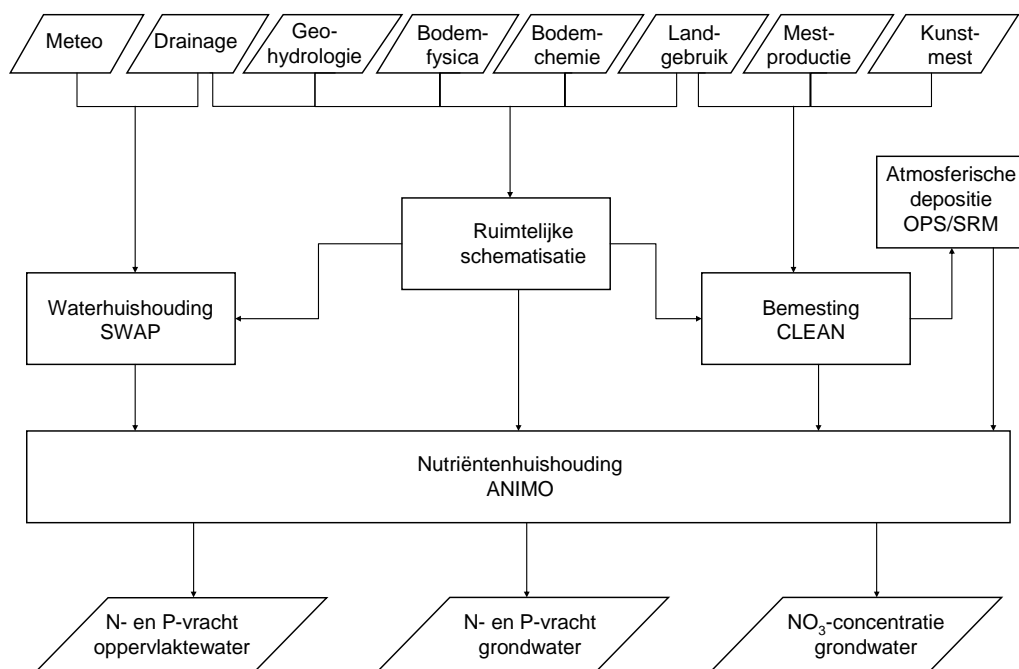 Meteo
Drainage
Geo-
hydrologie
Bodem-
fysica
Bodem-
chemie
Land-
gebruik
Mest-
productie
Kunst-
mest
Atmosferische
depositie
OPS/SRM
Ruimtelijke
schematisatie
Waterhuishouding
SWAP
Bemesting
CLEAN
Nutriëntenhuishouding
ANIMO
N- en P-vracht
oppervlaktewater
N- en P-vracht
grondwater
NO₃-concentratie
grondwater